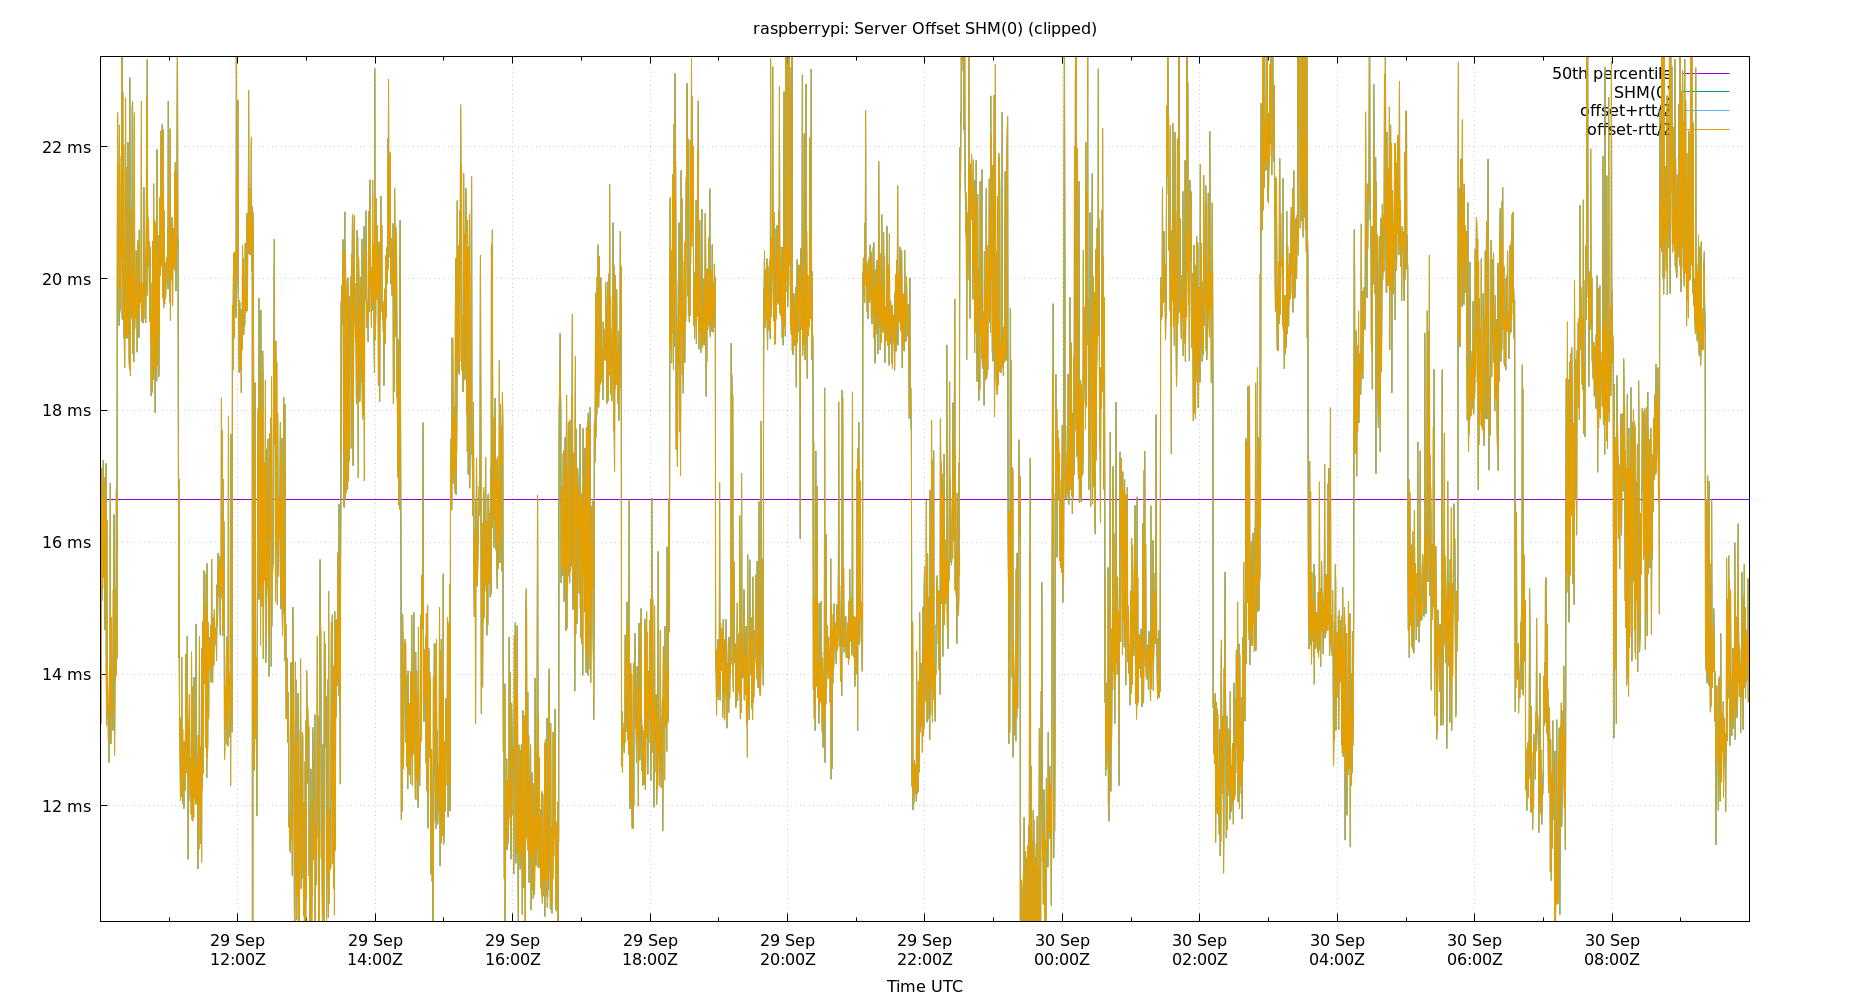 raspberrypi: Server Offset SHM(0) (clipped)
50th percentile
SHM(0)
offset+rtt/2
offset-rtt/2
22 ms
20 ms
18 ms
16 ms
14 ms
12 ms
29 Sep 29 Sep 29 Sep 29 Sep 29 Sep 29 Sep 30 Sep 30 Sep 30 Sep 30 Sep 30 Sep
12:00Z 14:00Z 16:00Z 18:00Z 20:00Z 22:00Z 00:00Z 02:00Z 04:00Z 06:00Z 08:00Z
Time UTC